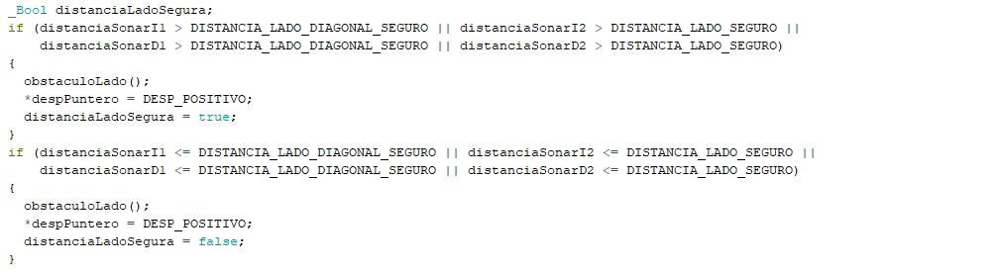 _Bool distanciaLadoSegura;
if (distanciaSonarI1 > DISTANCIA_LADO_DIAGONAL_SEGURO || distanciaSonarI2 > DISTANCIA_LADO_SEGURO ||
    distanciaSonarD1 > DISTANCIA_LADO_DIAGONAL_SEGURO || distanciaSonarD2 > DISTANCIA_LADO_SEGURO)
{
  obstaculoLado();
  *despPuntero = DESP_POSITIVO;
  distanciaLadoSegura = true;
}
if (distanciaSonarI1 <= DISTANCIA_LADO_DIAGONAL_SEGURO || distanciaSonarI2 <= DISTANCIA_LADO_SEGURO ||
    distanciaSonarD1 <= DISTANCIA_LADO_DIAGONAL_SEGURO || distanciaSonarD2 <= DISTANCIA_LADO_SEGURO)
{
  obstaculoLado();
  *despPuntero = DESP_POSITIVO;
  distanciaLadoSegura = false;
}